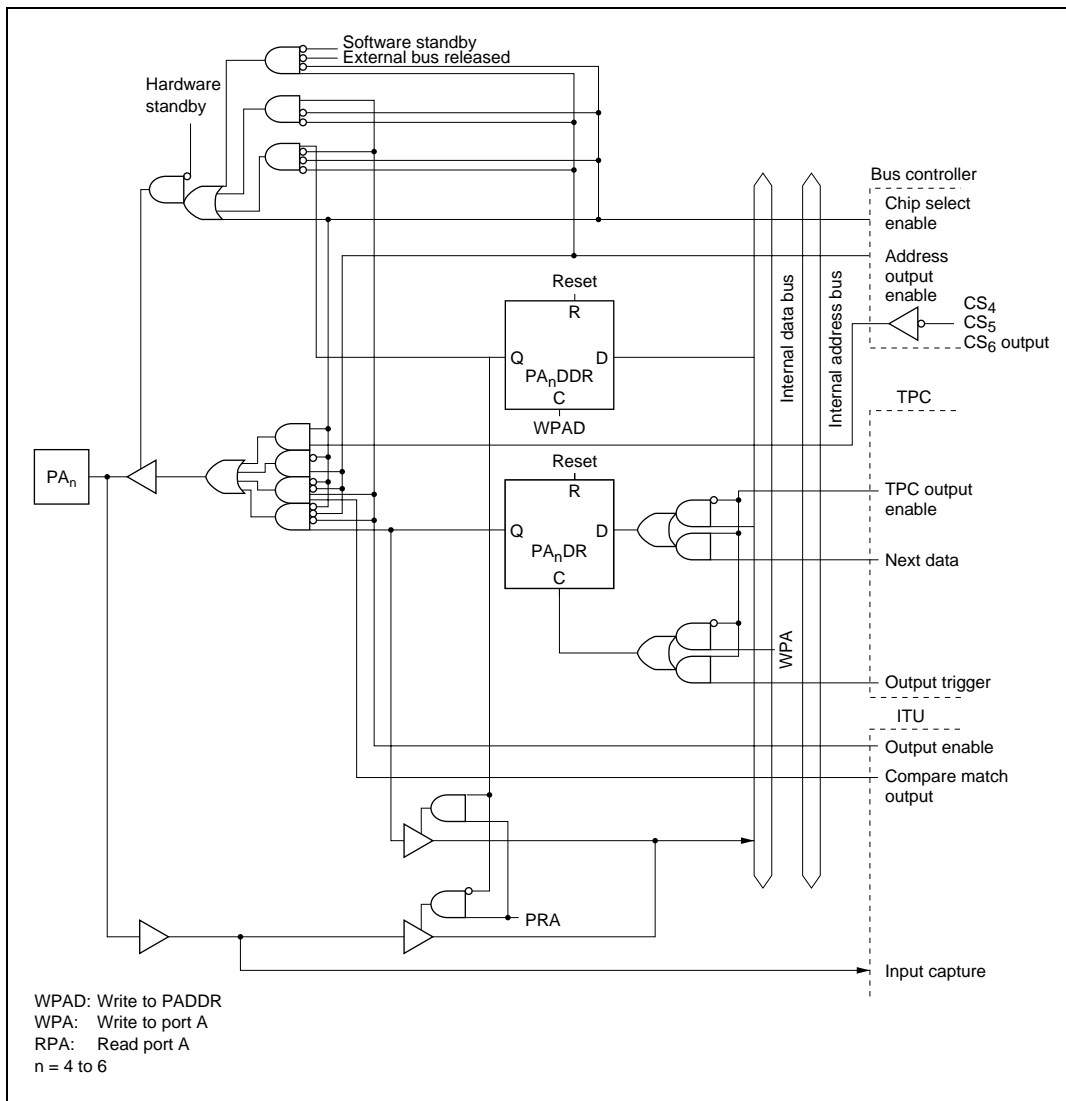 Software standby
External bus released
Hardware
standby
Bus controller
Chip select
enable
Address
output
enable
CS4
CS5
CS6 output
Internal data bus
Internal address bus
Reset
R
Q
D
PAnDDR
C
WPAD
TPC
Reset
R
Q
D
PAnDR
C
TPC output
enable
Next data
PAn
WPA
Output trigger
ITU
Output enable
Compare match
output
PRA
Input capture
WPAD: Write to PADDR
WPA: Write to port A
RPA: Read port A
n = 4 to 6